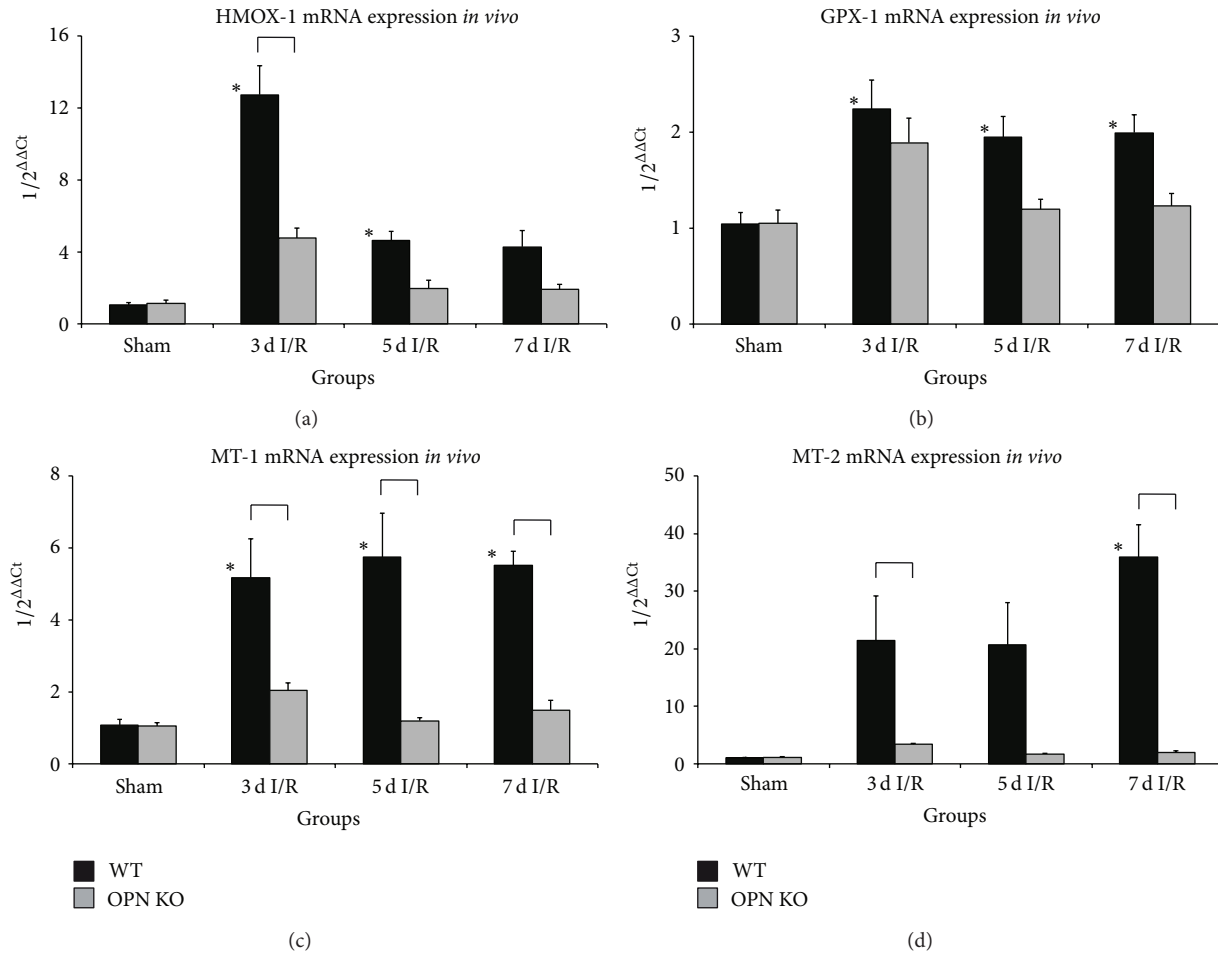 HMOX-1 mRNA expression in vivo
16
12
8
4
0
1/2^ΔΔCt
*
*
Sham
3 d I/R
5 d I/R
7 d I/R
Groups
(a)
GPX-1 mRNA expression in vivo
3
2
1
0
1/2^ΔΔCt
*
*
*
Sham
3 d I/R
5 d I/R
7 d I/R
Groups
(b)
MT-1 mRNA expression in vivo
8
6
4
2
0
1/2^ΔΔCt
*
*
*
Sham
3 d I/R
5 d I/R
7 d I/R
Groups
WT
OPN KO
(c)
MT-2 mRNA expression in vivo
50
40
30
20
10
0
1/2^ΔΔCt
*
Sham
3 d I/R
5 d I/R
7 d I/R
Groups
WT
OPN KO
(d)